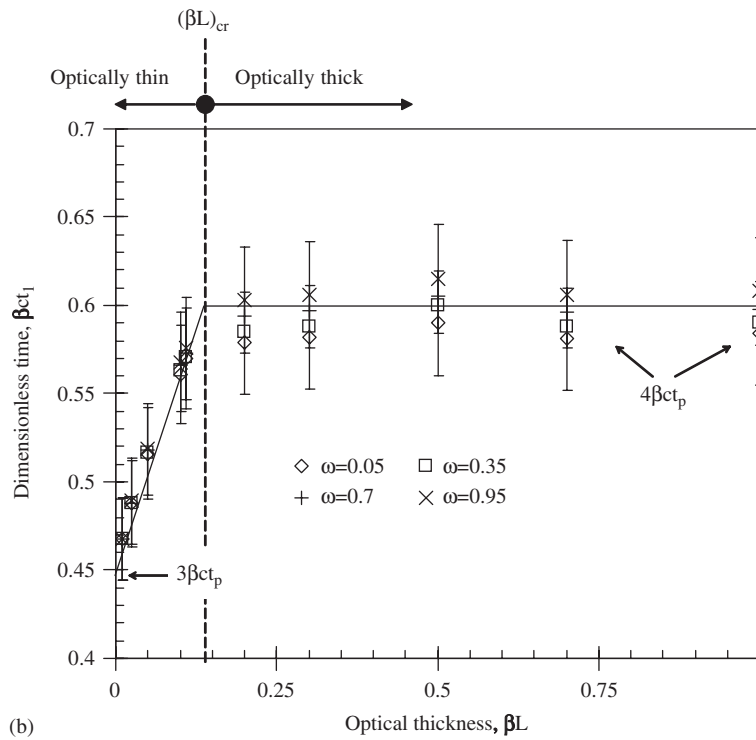 (βL)cr
Optically thin
Optically thick
0.7
0.65
0.6
0.55
0.5
0.45
0.4
Dimensionless time, βct1
4βctp
ω=0.05
ω=0.35
ω=0.7
ω=0.95
3βctp
0
0.25
0.5
0.75
(b)
Optical thickness, βL